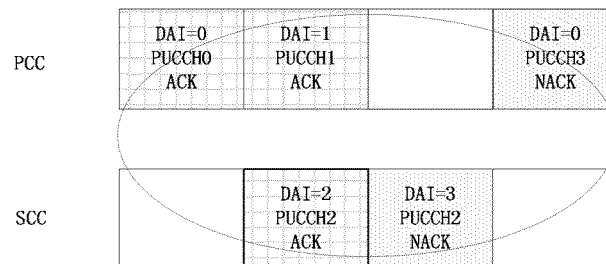 PCC
DAI=0
PUCCH0
ACK
DAI=1
PUCCH1
ACK
DAI=0
PUCCH3
NACK
SCC
DAI=2
PUCCH2
ACK
DAI=3
PUCCH2
NACK